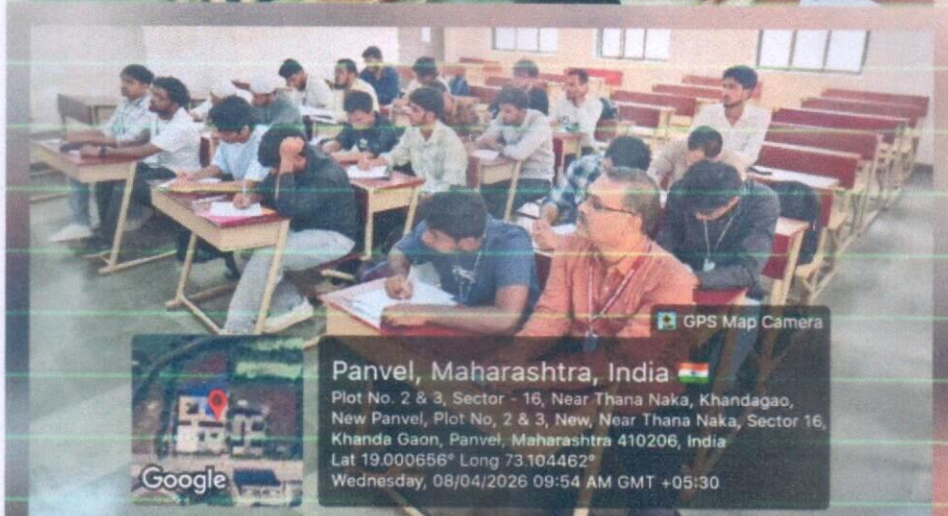 GPS Map Camera
Panvel, Maharashtra, India
Plot No. 2 & 3, Sector - 16, Near Thana Naka, Khandagao,
New Panvel, Plot No, 2 & 3, New, Near Thana Naka, Sector 16,
Khanda Gaon, Panvel, Maharashtra 410206, India
Lat 19.000656° Long 73.104462°
Wednesday, 08/04/2026 09:54 AM GMT +05:30
Google